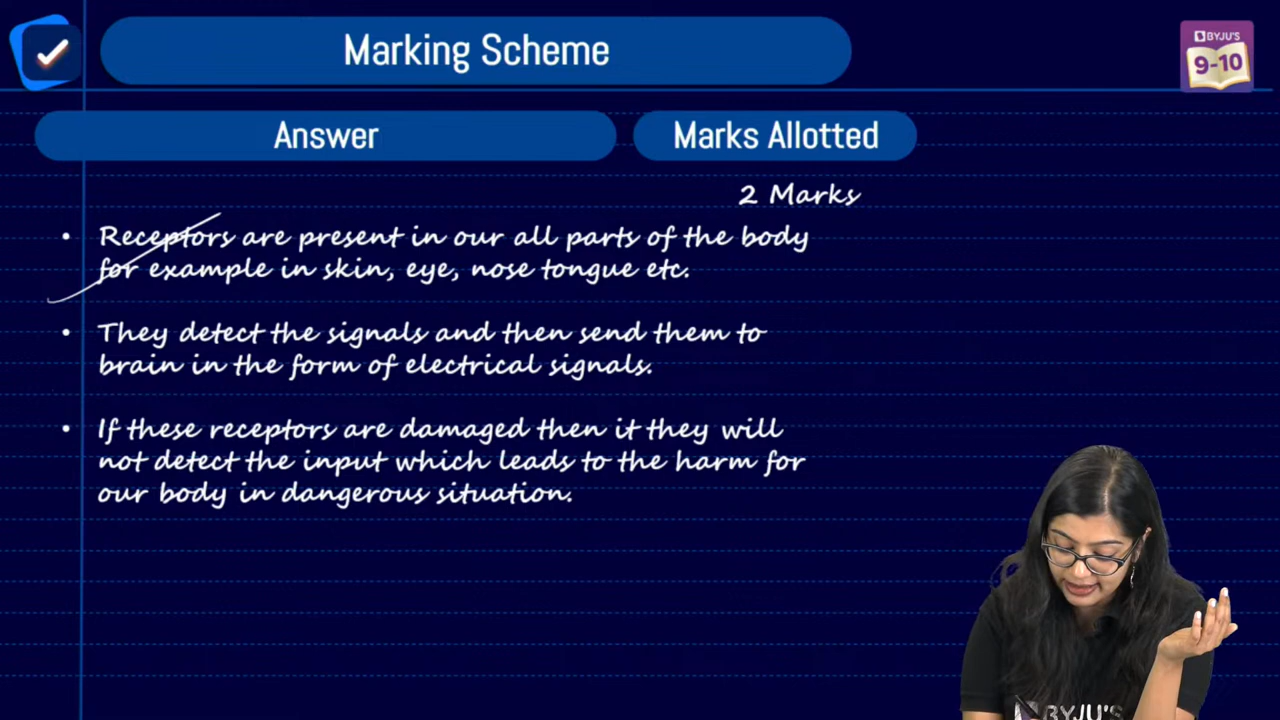 Marking Scheme
BYJU'S
9-10
Answer
Marks Allotted
2 Marks
• Receptors are present in our all parts of the body
for example in skin, eye, nose tongue etc.
• They detect the signals and then send them to
brain in the form of electrical signals.
• If these receptors are damaged then it they will
not detect the input which leads to the harm for
our body in dangerous situation.
BYJU'S